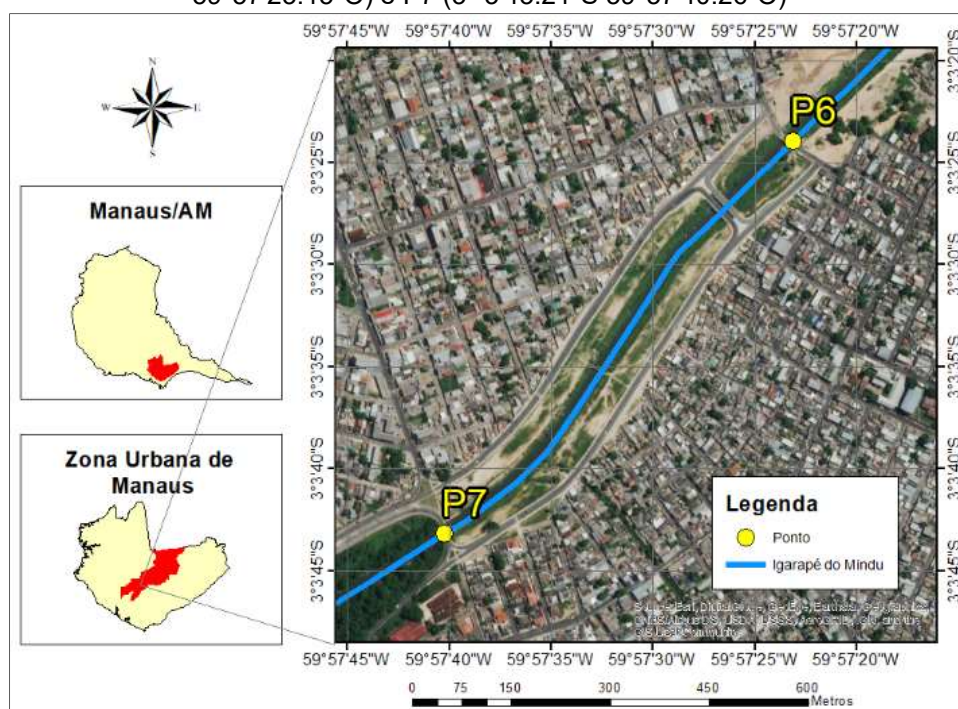 59°57'45"W 59°57'40"W 59°57'35"W 59°57'30"W 59°57'25"W 59°57'20"W
N
W E
S
Manaus/AM
Zona Urbana de
Manaus
P6
P7
3°3'20"S
3°3'25"S 3°3'25"S
3°3'30"S 3°3'30"S
3°3'35"S 3°3'35"S
3°3'40"S 3°3'40"S
3°3'45"S 3°3'45"S
Legenda
Ponto
Igarapé do Mindu
59°57'45"W 59°57'40"W 59°57'35"W 59°57'30"W 59°57'25"W 59°57'20"W
0 75 150 300 450 600
Metros